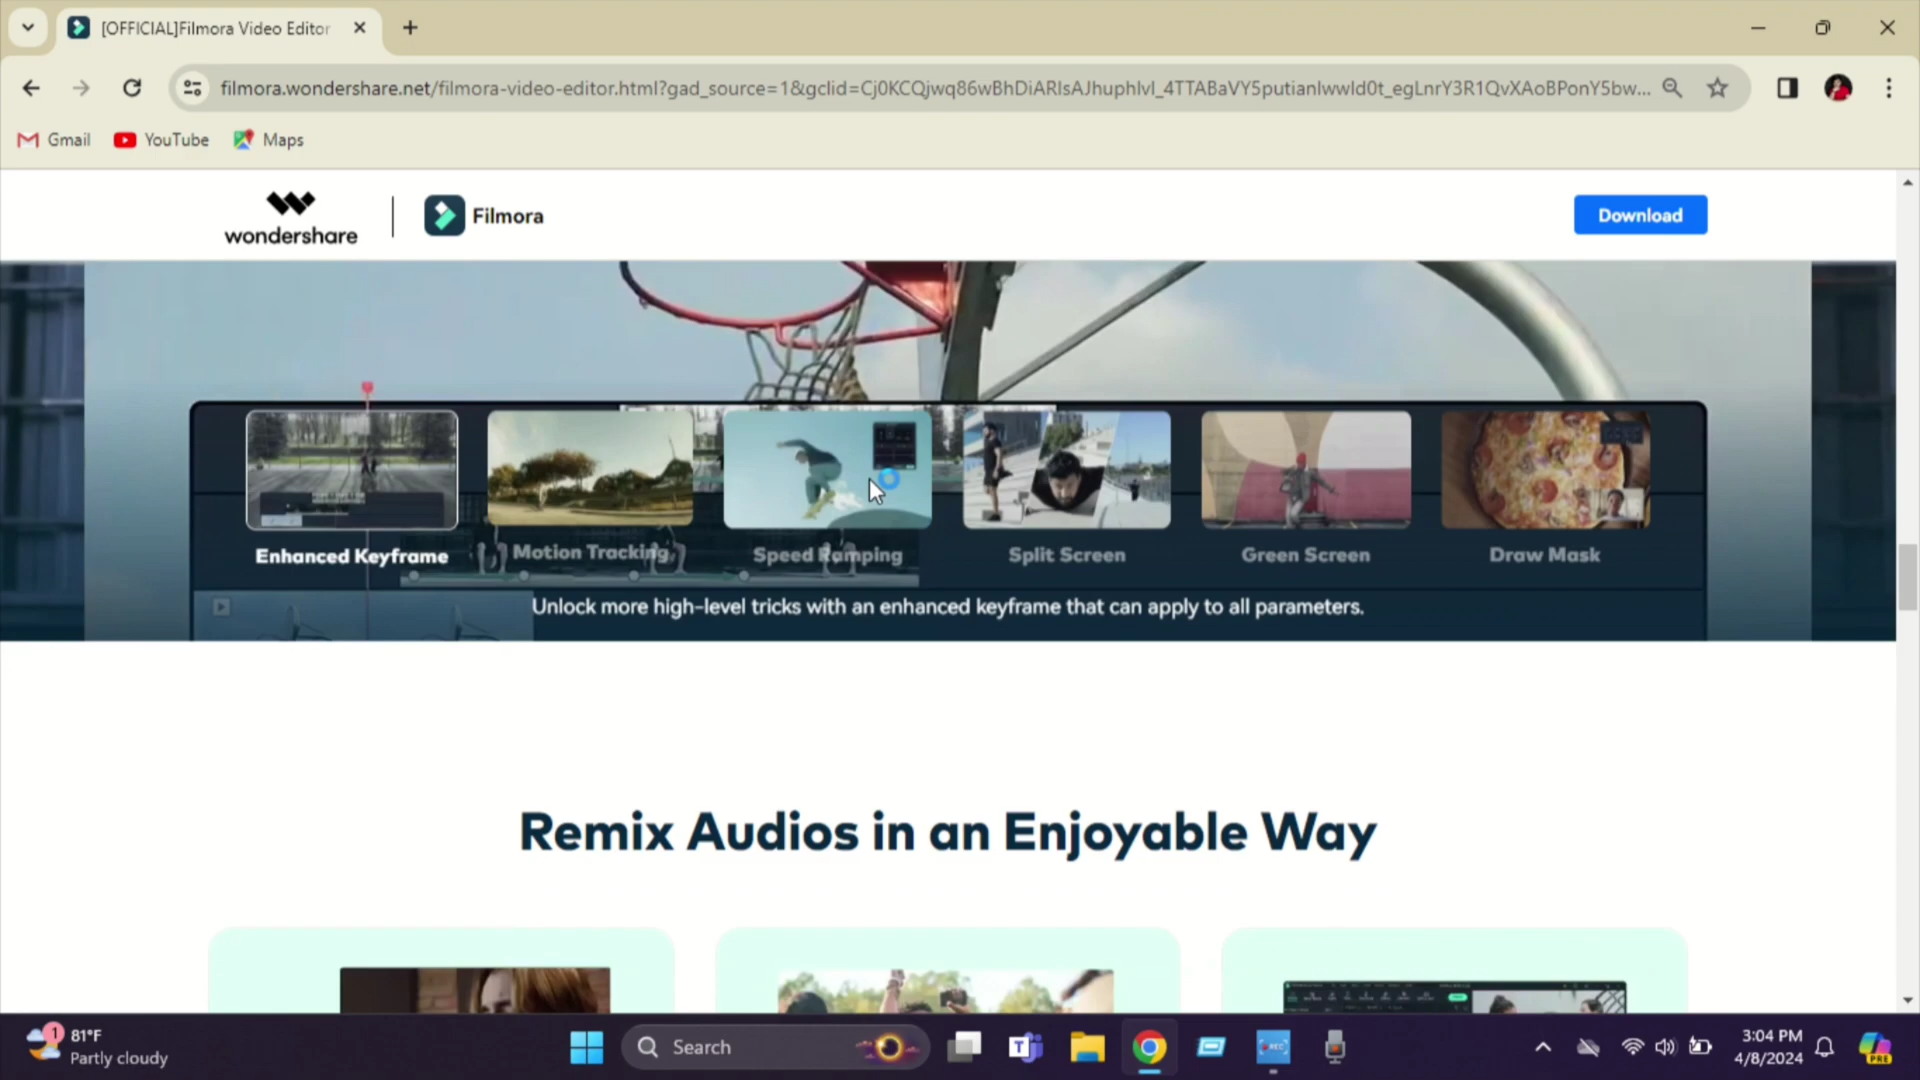 [OFFICIAL]Filmora Video Editor
filmora.wondershare.net/filmora-video-editor.html?gad_source=1&gclid=Cj0KCQjwq86wBhDiARIsAJhuphlvl_4TTABaVY5putianlwwld0t_egLnrY3R1QvXAoBPonY5bw...
Gmail YouTube Maps
wondershare Filmora Download
Enhanced Keyframe Motion Tracking Speed Ramping Split Screen Green Screen Draw Mask
Unlock more high-level tricks with an enhanced keyframe that can apply to all parameters.
Remix Audios in an Enjoyable Way
1 81°F
Partly cloudy
Search
T
REC
3:04 PM
4/8/2024
PRE